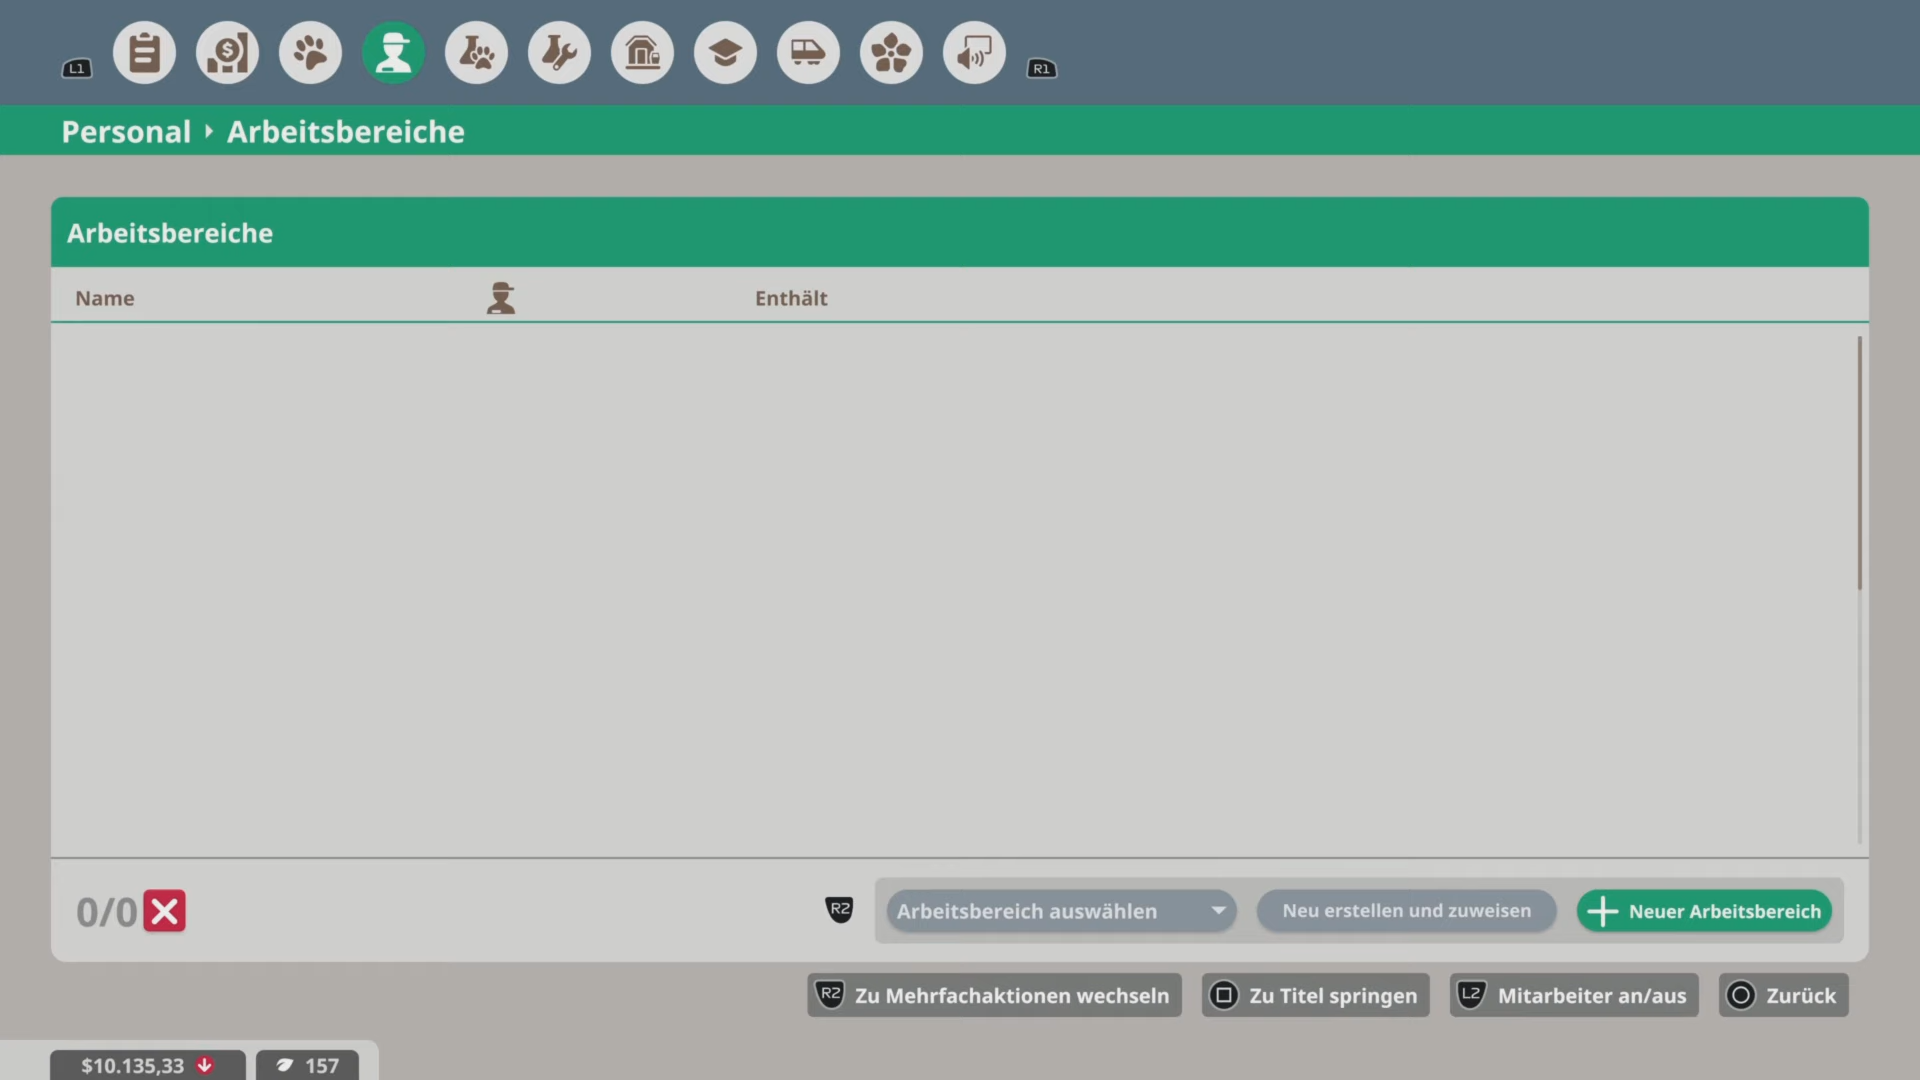 L1
R1
Personal Arbeitsbereiche
Arbeitsbereiche
Name Enthält
0/0
R2 Arbeitsbereich auswählen Neu erstellen und zuweisen Neuer Arbeitsbereich
R2 Zu Mehrfachaktionen wechseln Zu Titel springen L2 Mitarbeiter an/aus Zurück
$10.135,33 157